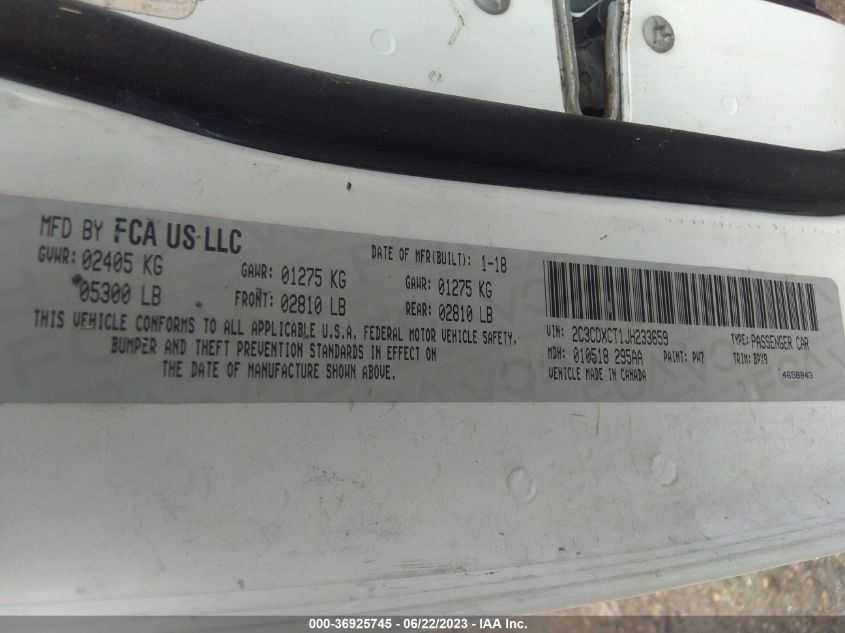 MFD BY FCA US LLC
DATE OF MFR(BUILT): 1-18
GVWR: 02405 KG
GAWR: 01275 KG
GAWR: 01275 KG
05300 LB
FRONT: 02810 LB
REAR: 02810 LB
THIS VEHICLE CONFORMS TO ALL APPLICABLE U.S.A. FEDERAL MOTOR VEHICLE SAFETY,
BUMPER AND THEFT PREVENTION STANDARDS IN EFFECT ON
THE DATE OF MANUFACTURE SHOWN ABOVE.
VIN: 2C3CDXCT1JH233659
TYPE: PASSENGER CAR
MDH: 010518 295AA
PAINT: PW7
TRIM: BPX9
VEHICLE MADE IN CANADA
4658843
000-36925745 - 06/22/2023 - IAA Inc.